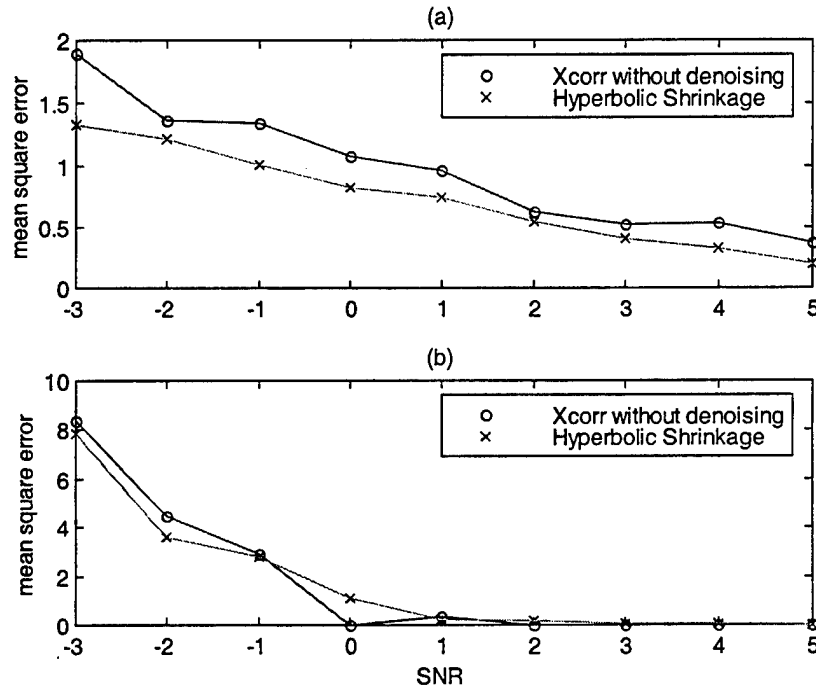 (a)
2
1.5
1
0.5
0
mean square error
Xcorr without denoising
Hyperbolic Shrinkage
-3 -2 -1 0 1 2 3 4 5
(b)
10
8
6
4
2
0
mean square error
Xcorr without denoising
Hyperbolic Shrinkage
-3 -2 -1 0 1 2 3 4 5
SNR